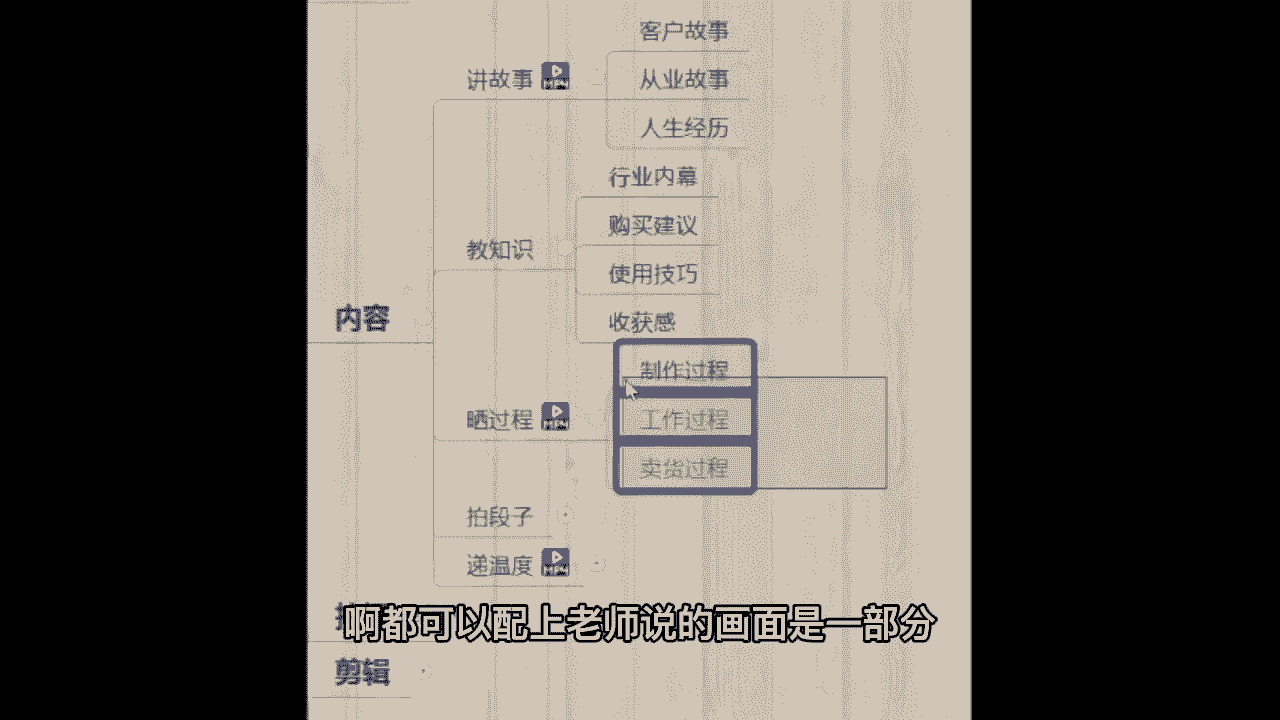 客户故事
讲故事
从业故事
人生经历
行业内幕
购买建议
教知识
使用技巧
内容
收获感
制作过程
晒过程
工作过程
卖货过程
拍段子
递温度
啊都可以配上老师说的画面是一部分
剪辑